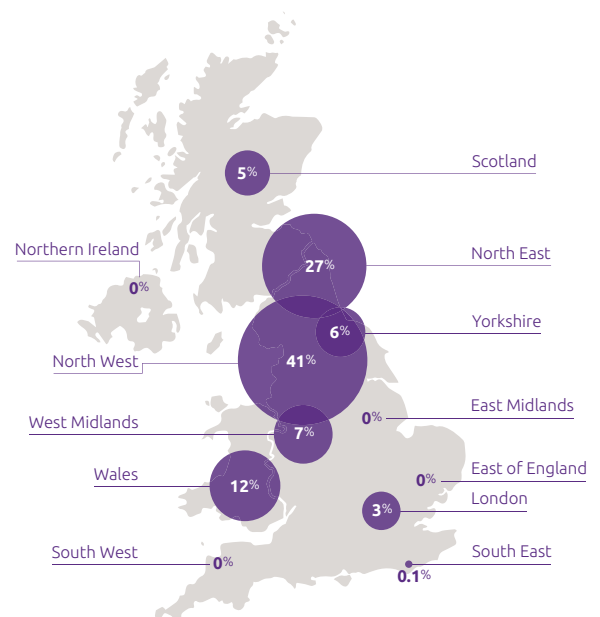 Scotland
5%
Northern Ireland
0%
North East
27%
Yorkshire
6%
North West
41%
East Midlands
0%
West Midlands
7%
East of England
0%
Wales
12%
London
3%
South West
0%
South East
0.1%